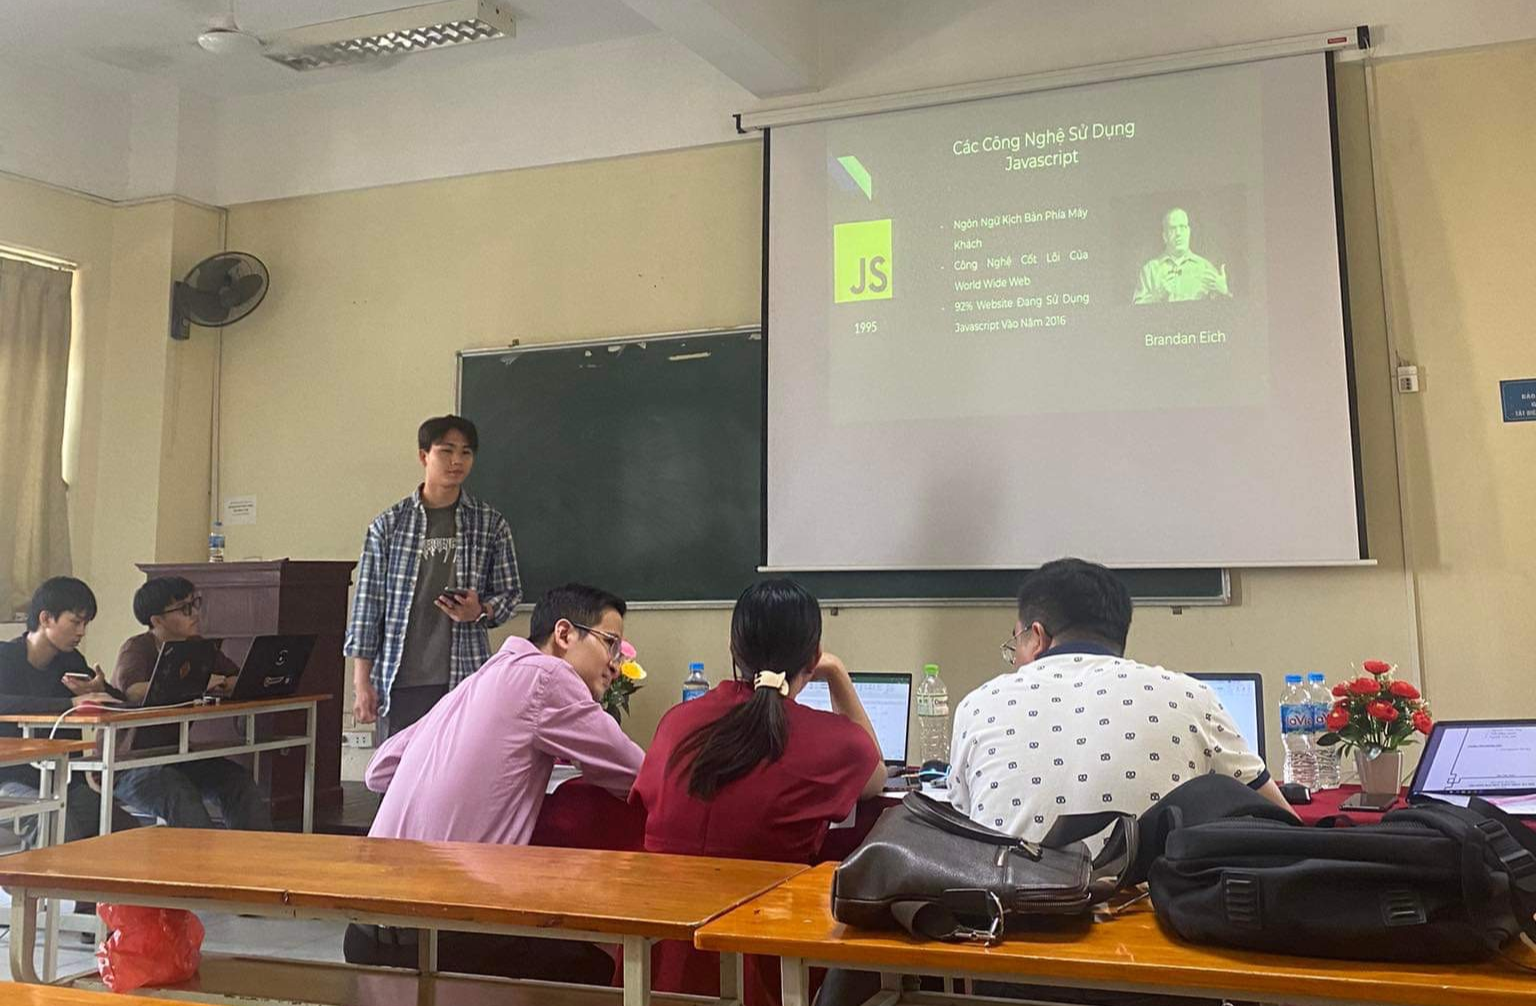 Các Công Nghệ Sử Dụng
Javascript
JS
1995
- Ngôn Ngữ Kịch Bản Phía Máy
Khách
- Công Nghệ Cốt Lõi Của
World Wide Web
- 92% Website Đang Sử Dụng
Javascript Vào Năm 2016
Brandan Eich